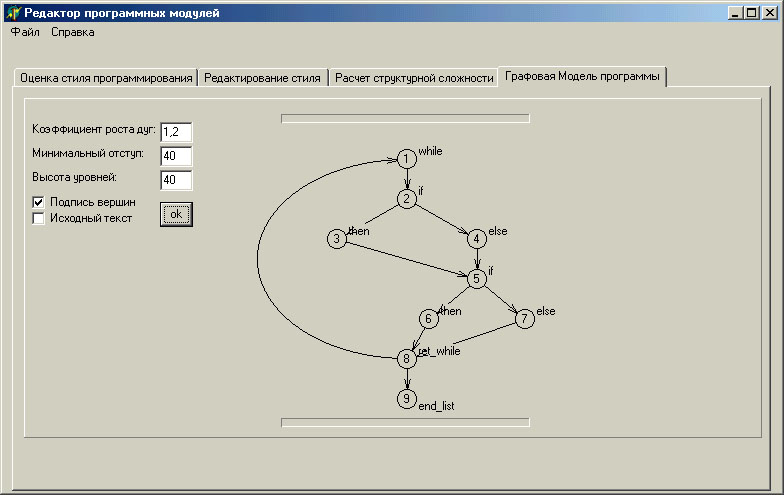 Редактор программных модулей
Файл Справка
Оценка стиля программирования Редактирование стиля Расчет структурной сложности Графовая Модель программы
Коэффициент роста дуг: 1,2
Минимальный отступ: 40
Высота уровней: 40
Подпись вершин
Исходный текст
ok
1 while
2 if
3 then
4 else
5 if
6 then
7 else
8 ret_while
9 end_list